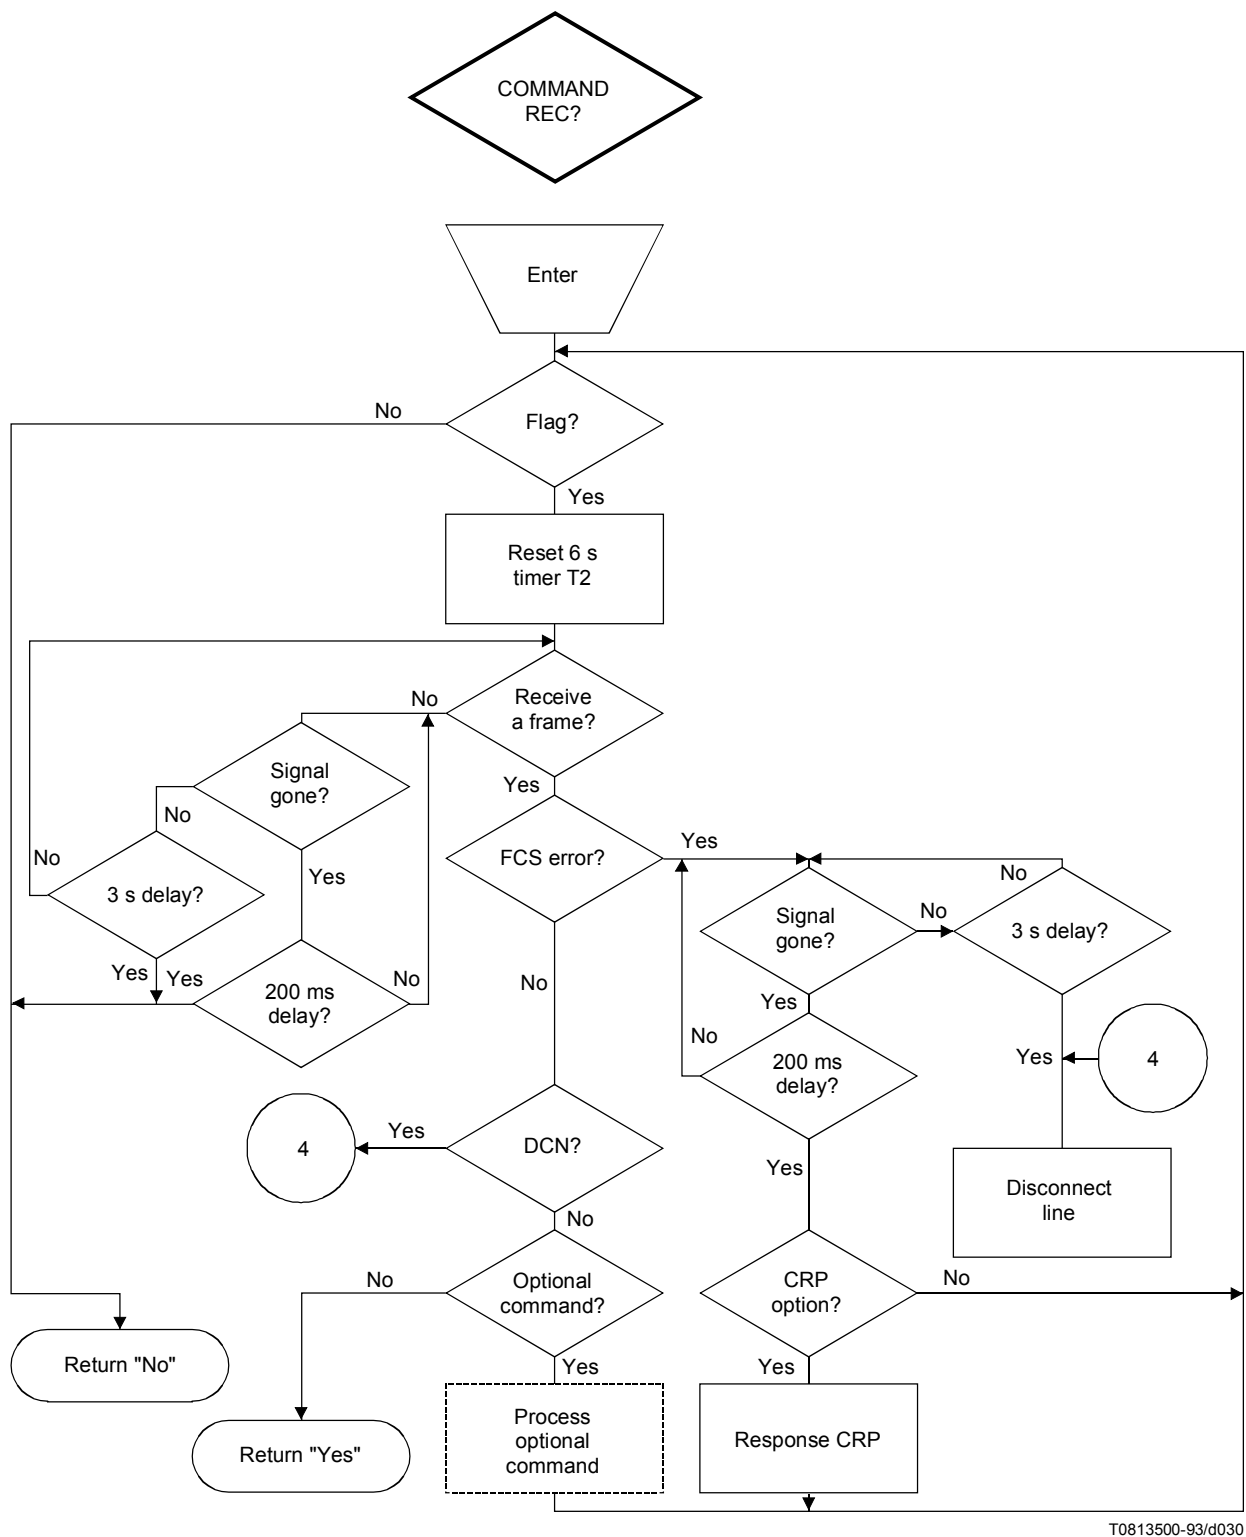 COMMAND
REC?
Enter
No
Flag?
Yes
Reset 6 s
timer T2
No
Receive
a frame?
Signal
gone?
Yes
No
Yes
No
FCS error?
No
3 s delay?
Yes
Signal
gone?
No
3 s delay?
Yes
Yes
No
200 ms
delay?
No
Yes
No
200 ms
delay?
Yes
4
4
Yes
DCN?
Yes
Disconnect
line
No
No
Optional
command?
CRP
option?
No
Return "No"
Yes
Yes
Process
optional
command
Response CRP
Return "Yes"
T0813500-93/d030